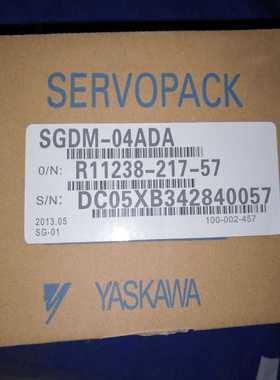 SERVOPACK
SGDM-04ADA
O/N: R11238-217-57
S/N: DC05XB342840057
2013.05 100-002-457
SG-01
YASKAWA